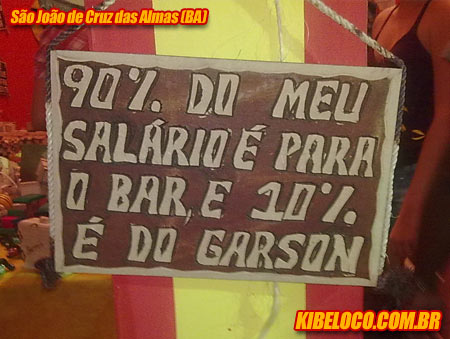 São João de Cruz das Almas (BA)
90% DO MEU
SALÁRIO É PARA
O BAR, E 10%
É DO GARSON
KIBELOCO.COM.BR